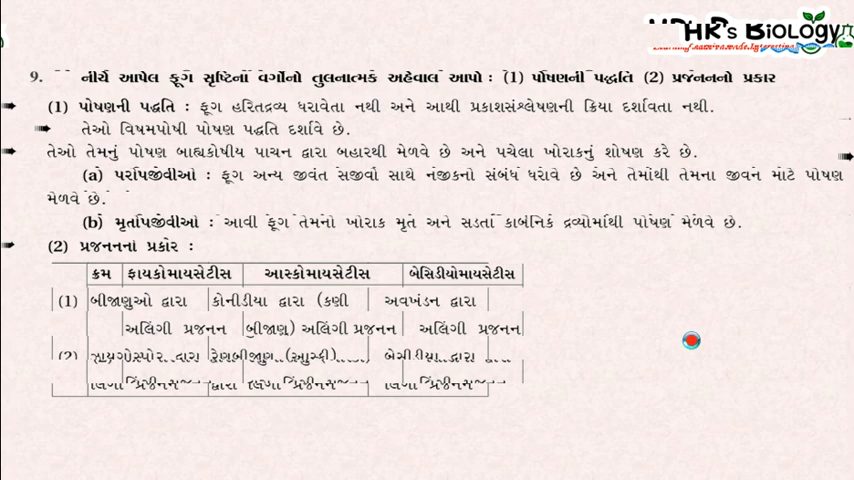 HR's Biology
9. નીચે આપેલ ફૂગ સૃષ્ટિના વર્ગોનો તુલનાત્મક અહેવાલ આપો : (1) પોષણની પદ્ધતિ (2) પ્રજનનનો પ્રકાર
(1) પોષણની પદ્ધતિ : ફૂગ હરિતદ્રવ્ય ધરાવતા નથી અને આથી પ્રકાશસંશ્લેષણની ક્રિયા દર્શાવતા નથી.
તેઓ વિષમપોષી પોષણ પદ્ધતિ દર્શાવે છે.
તેઓ તેમનું પોષણ બાહ્યકોષીય પાચન દ્વારા બહારથી મેળવે છે અને પચેલા ખોરાકનું શોષણ કરે છે.
(a) પરોપજીવીઓ : ફૂગ અન્ય જીવંત સજીવો સાથે નજીકનો સંબંધ ધરાવે છે અને તેમાંથી તેમના જીવન માટે પોષણ
મેળવે છે.
(b) મૃતોપજીવીઓ : આવી ફૂગ તેમનો ખોરાક મૃત અને સડતા કાર્બનિક દ્રવ્યોમાંથી પોષણ મેળવે છે.
(2) પ્રજનનના પ્રકાર :
ક્રમ ફાયકોમાયસેટીસ આસ્કોમાયસેટીસ બેસિડીયોમાયસેટીસ
(1) બીજાણુઓ દ્વારા કોનીડીયા દ્વારા (કણી અવખંડન દ્વારા
અલિંગી પ્રજનન બીજાણુ) અલિંગી પ્રજનન અલિંગી પ્રજનન
(2) દ્વારા દ્વારા
દ્વારા